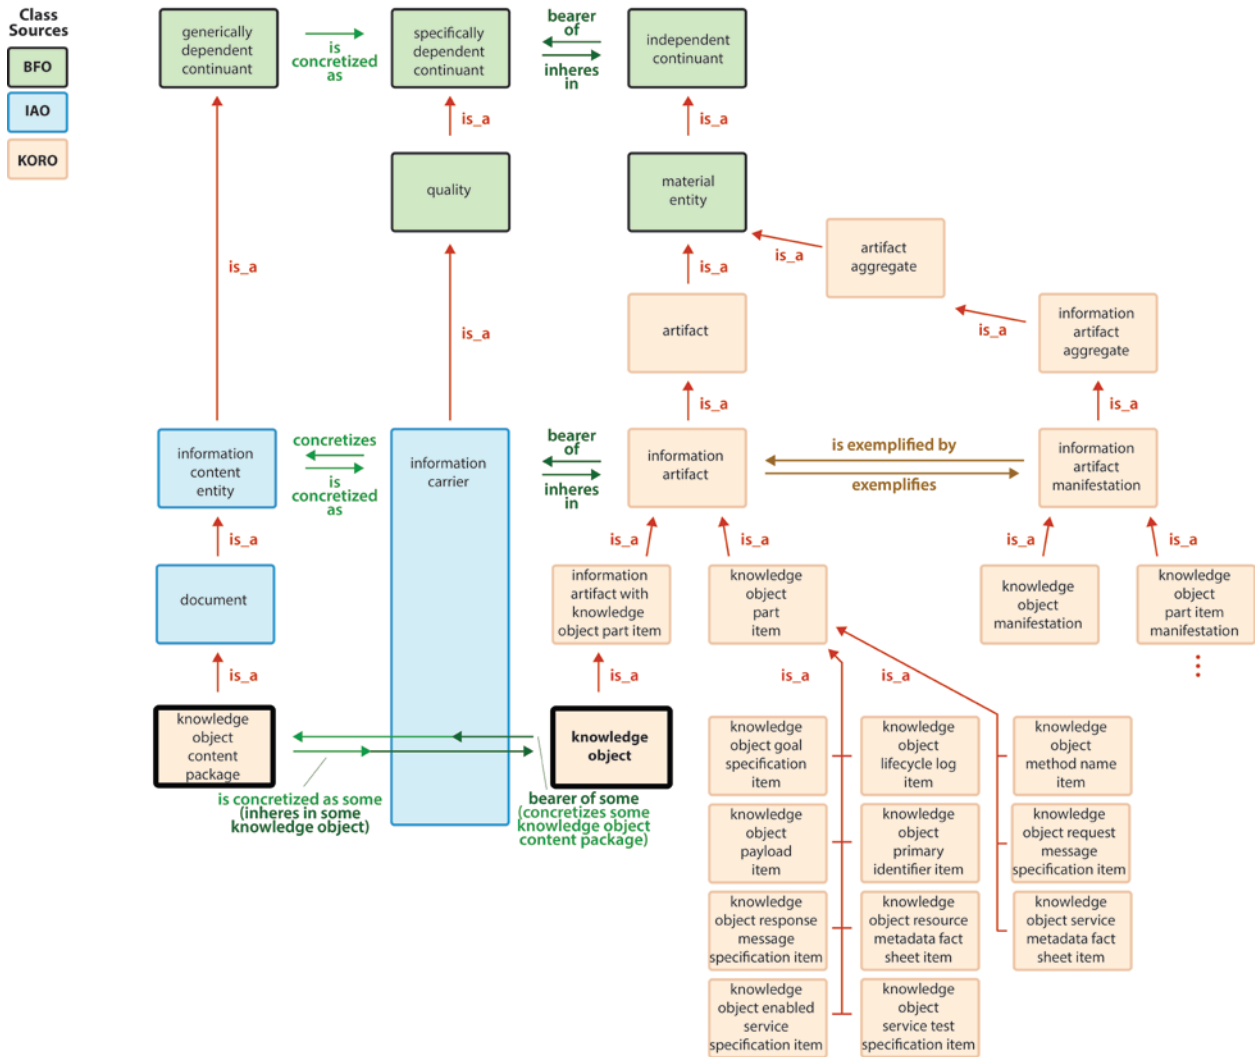 Class
Sources
BFO
IAO
KORO
generically
dependent
continuant
is
concretized
as
specifically
dependent
continuant
bearer
of
inheres
in
independent
continuant
is_a
is_a
quality
material
entity
is_a
is_a
is_a
artifact
aggregate
is_a
is_a
artifact
is_a
information
artifact
aggregate
is_a
is_a
information
content
entity
concretizes
is
concretized
as
information
carrier
bearer
of
inheres
in
information
artifact
is exemplified by
exemplifies
information
artifact
manifestation
is_a
is_a
is_a
is_a
is_a
document
information
artifact with
knowledge
object part item
knowledge
object
part
item
knowledge
object
manifestation
knowledge
object
part item
manifestation
is_a
is_a
is_a
is_a
knowledge
object
content
package
knowledge
object
is concretized as some
(inheres in some
knowledge object)
bearer of some
(concretizes some
knowledge object
content package)
knowledge
object goal
specification
item
knowledge
object
lifecycle log
item
knowledge
object
method name
item
knowledge
object
payload
item
knowledge
object
primary
identifier item
knowledge
object request
message
specification item
knowledge
object response
message
specification item
knowledge
object resource
metadata fact
sheet item
knowledge
object service
metadata fact
sheet item
knowledge
object enabled
service
specification item
knowledge
object
service test
specification item